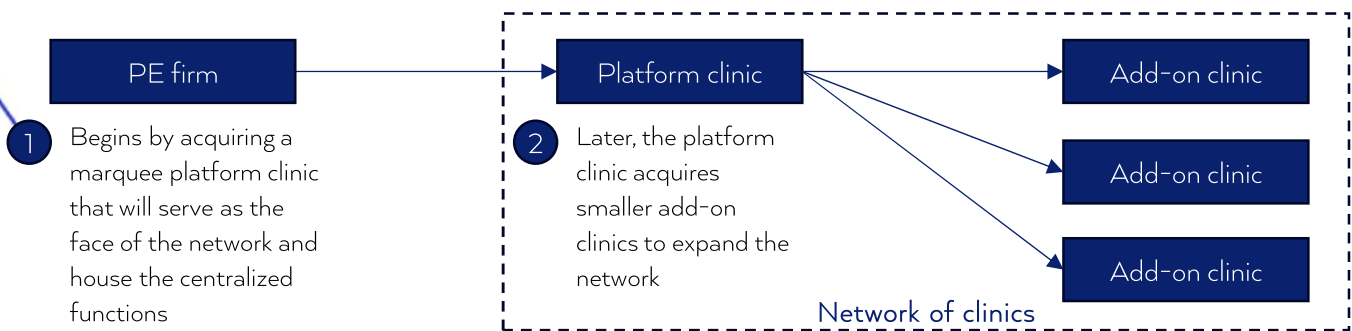 PE firm
Platform clinic
Add-on clinic
1
Begins by acquiring a
marquee platform clinic
that will serve as the
face of the network and
house the centralized
functions
2
Later, the platform
clinic acquires
smaller add-on
clinics to expand the
network
Add-on clinic
Add-on clinic
Network of clinics